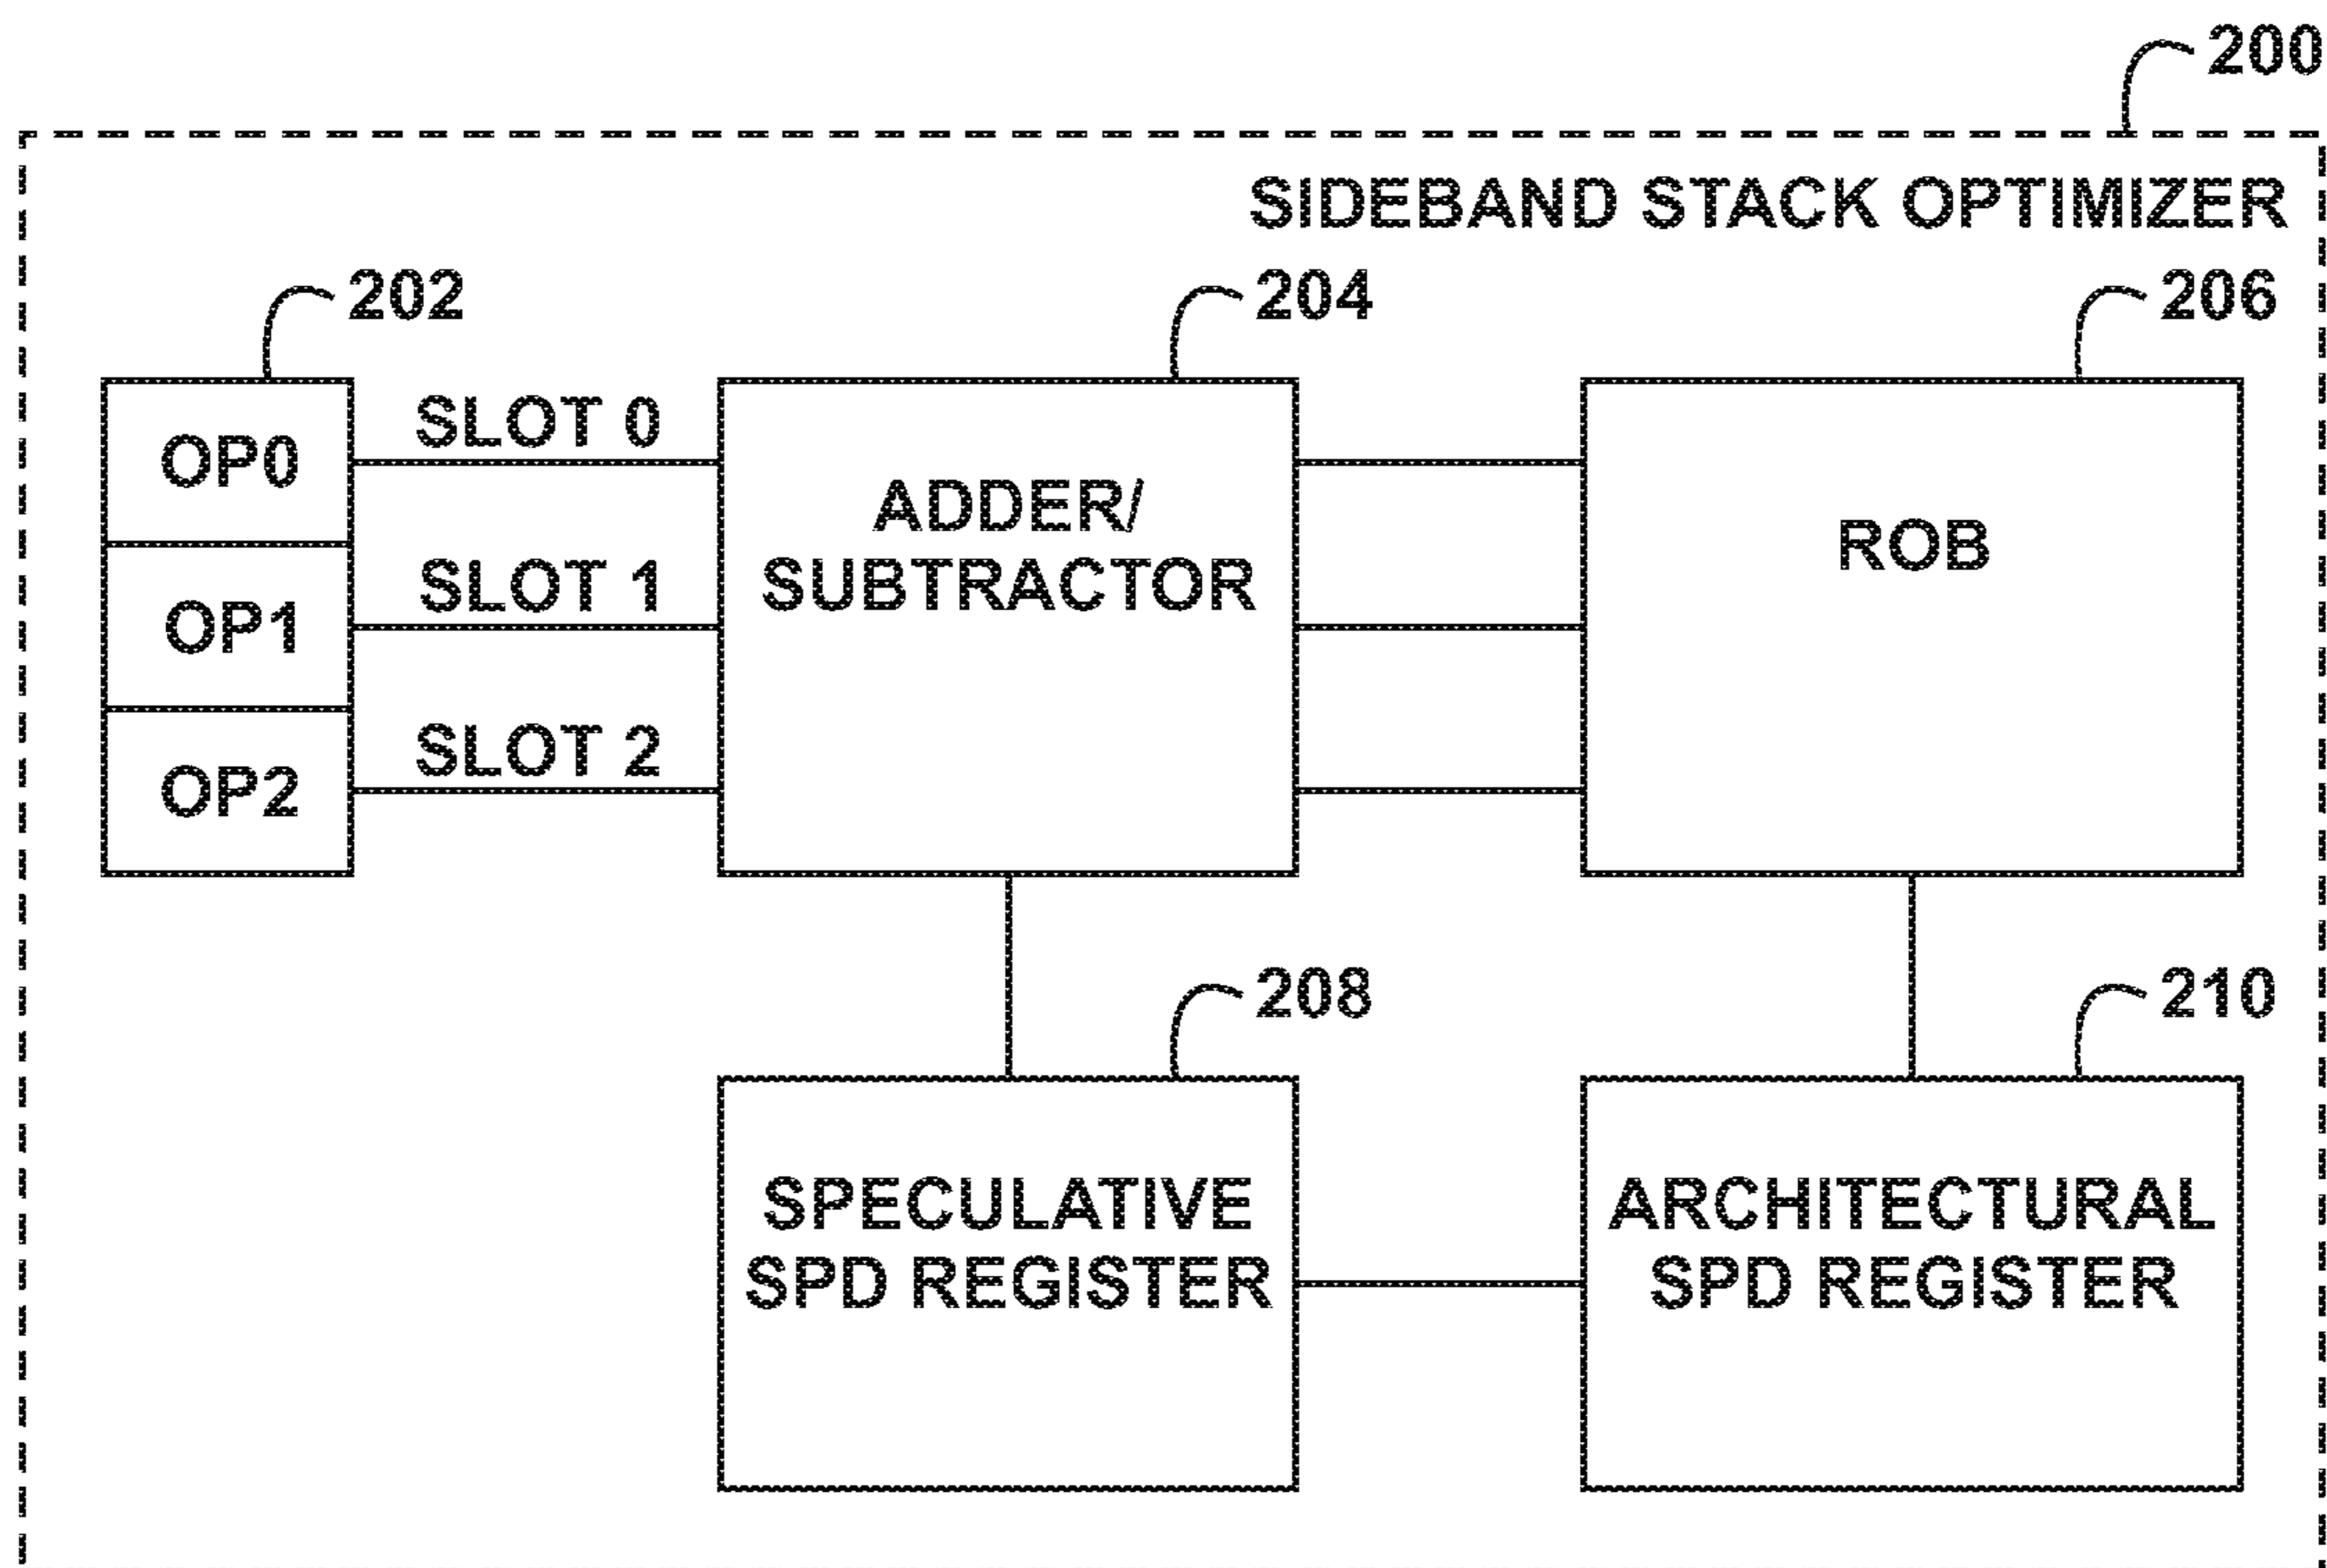 200
SIDEBAND STACK OPTIMIZER
202
204
206
OP0
SLOT 0
OP1
SLOT 1
OP2
SLOT 2
ADDER/
SUBTRACTOR
ROB
208
210
SPECULATIVE
SPD REGISTER
ARCHITECTURAL
SPD REGISTER